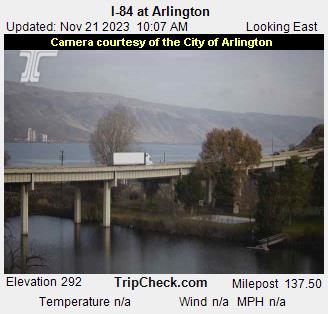 I-84 at Arlington
Updated: Nov 21 2023 10:07 AM Looking East
Camera courtesy of the City of Arlington
Elevation 292 TripCheck.com Milepost 137.50
Temperature n/a Wind n/a MPH n/a